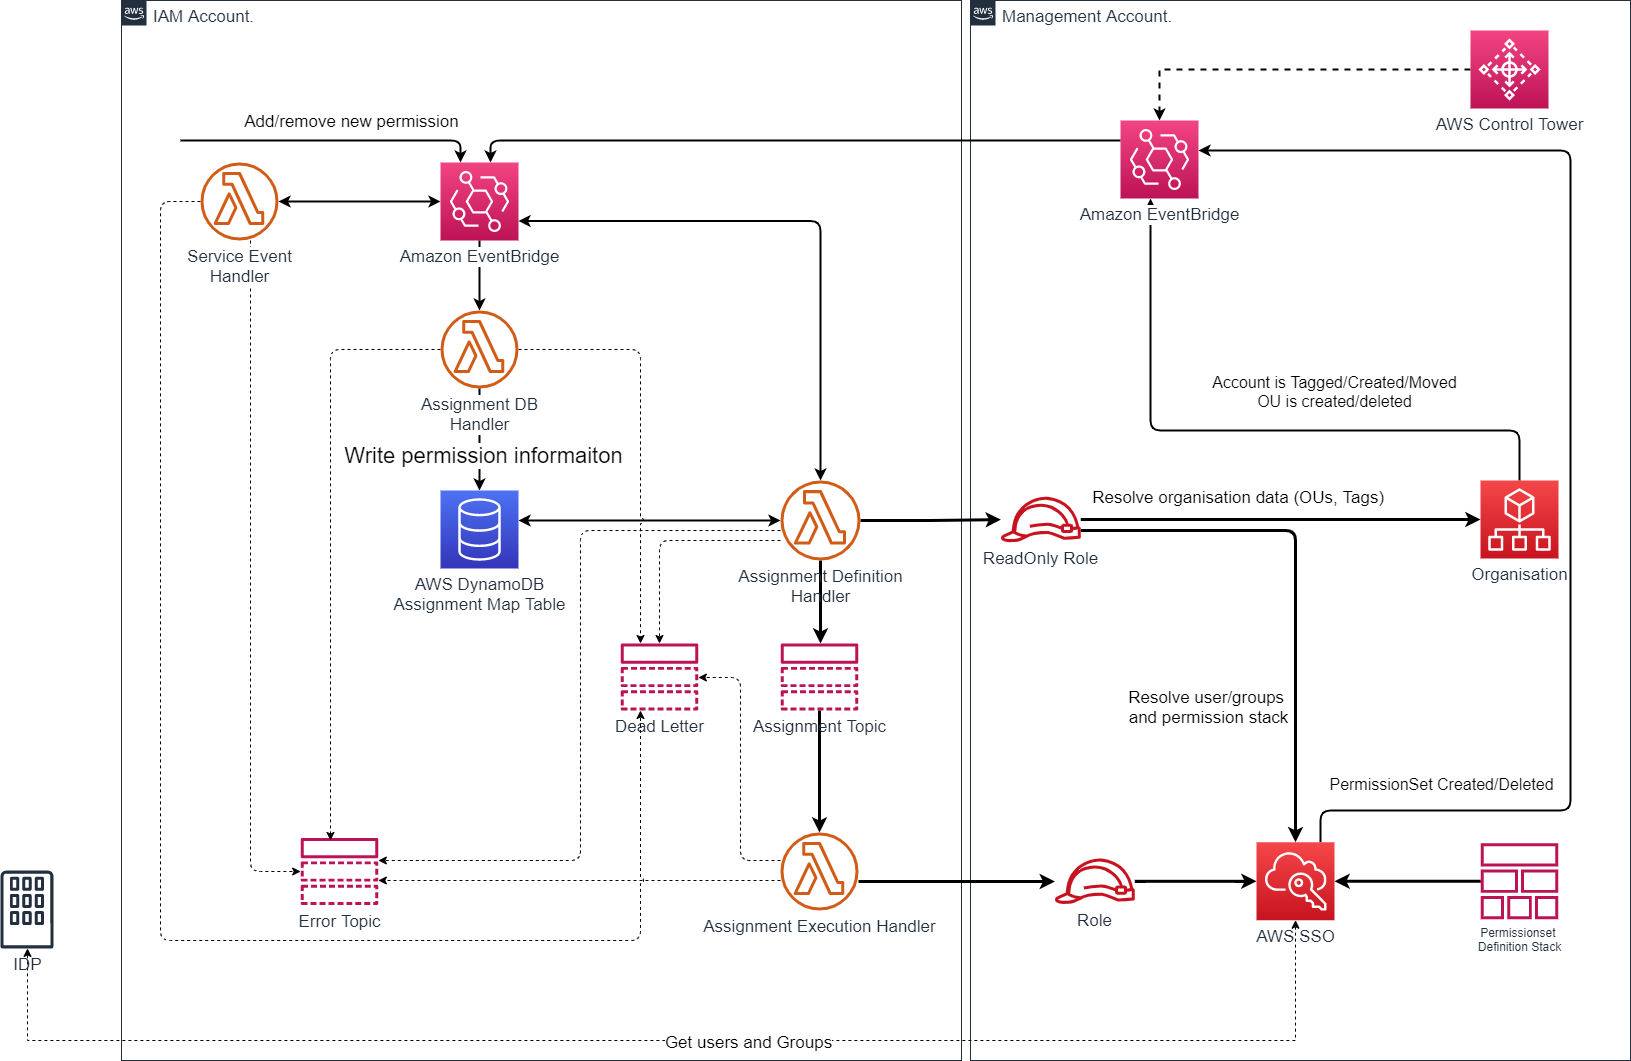 aws
IAM Account.
aws
Management Account.
Add/remove new permission
AWS Control Tower
Amazon EventBridge
Service Event
Handler
Amazon EventBridge
Account is Tagged/Created/Moved
OU is created/deleted
Assignment DB
Handler
Write permission informaiton
Resolve organisation data (OUs, Tags)
ReadOnly Role
Organisation
AWS DynamoDB
Assignment Map Table
Assignment Definition
Handler
Resolve user/groups
and permission stack
Dead Letter
Assignment Topic
PermissionSet Created/Deleted
Error Topic
Assignment Execution Handler
Role
AWS SSO
Permissionset
Definition Stack
IDP
Get users and Groups